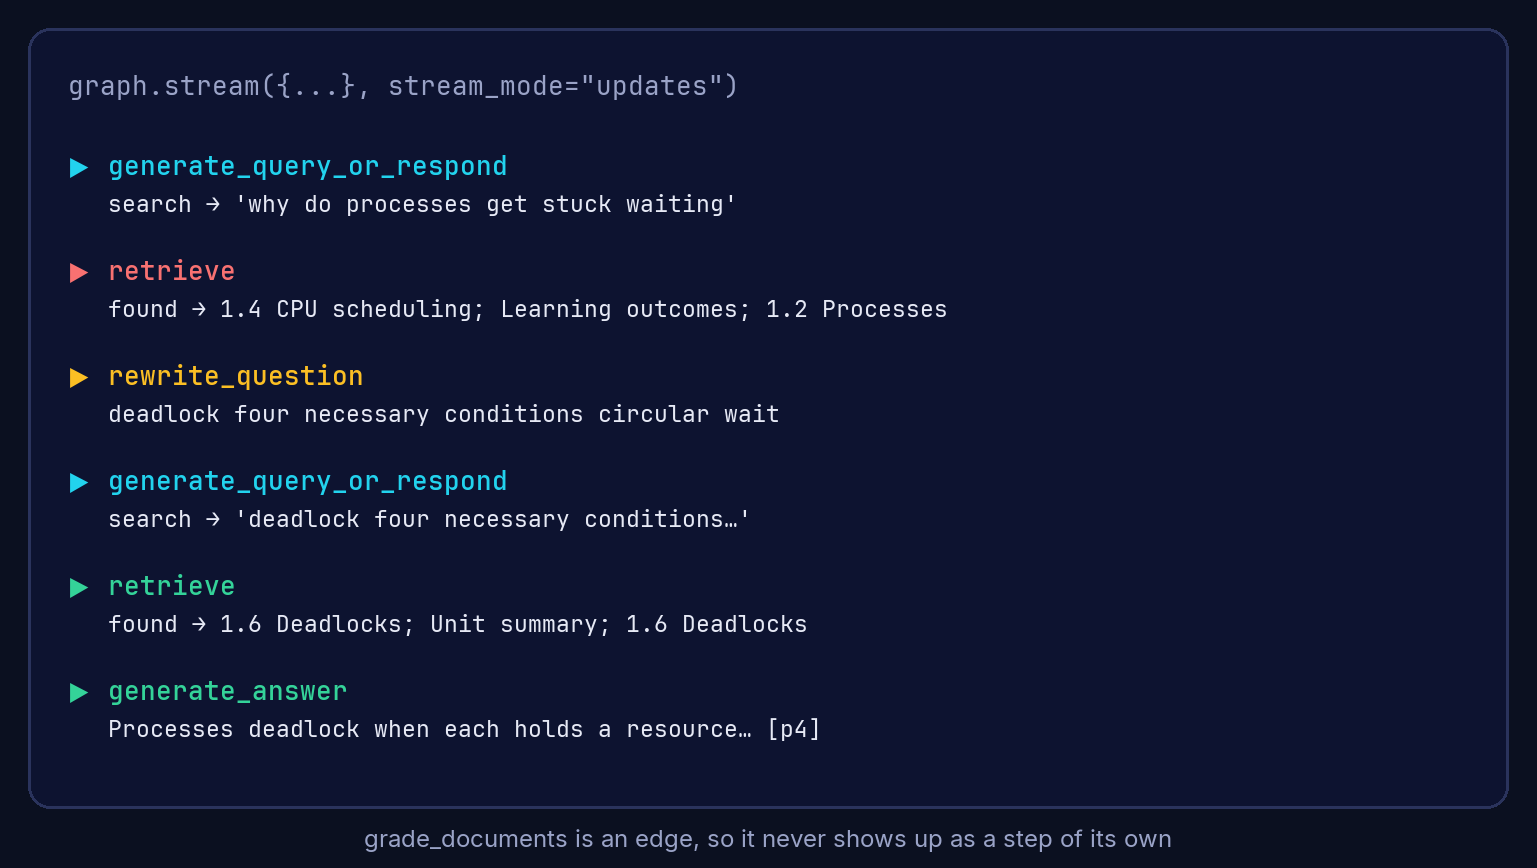 graph.stream({...}, stream_mode="updates")
▶ generate_query_or_respond
search → 'why do processes get stuck waiting'
▶ retrieve
found → 1.4 CPU scheduling; Learning outcomes; 1.2 Processes
▶ rewrite_question
deadlock four necessary conditions circular wait
▶ generate_query_or_respond
search → 'deadlock four necessary conditions…'
▶ retrieve
found → 1.6 Deadlocks; Unit summary; 1.6 Deadlocks
▶ generate_answer
Processes deadlock when each holds a resource… [p4]
grade_documents is an edge, so it never shows up as a step of its own